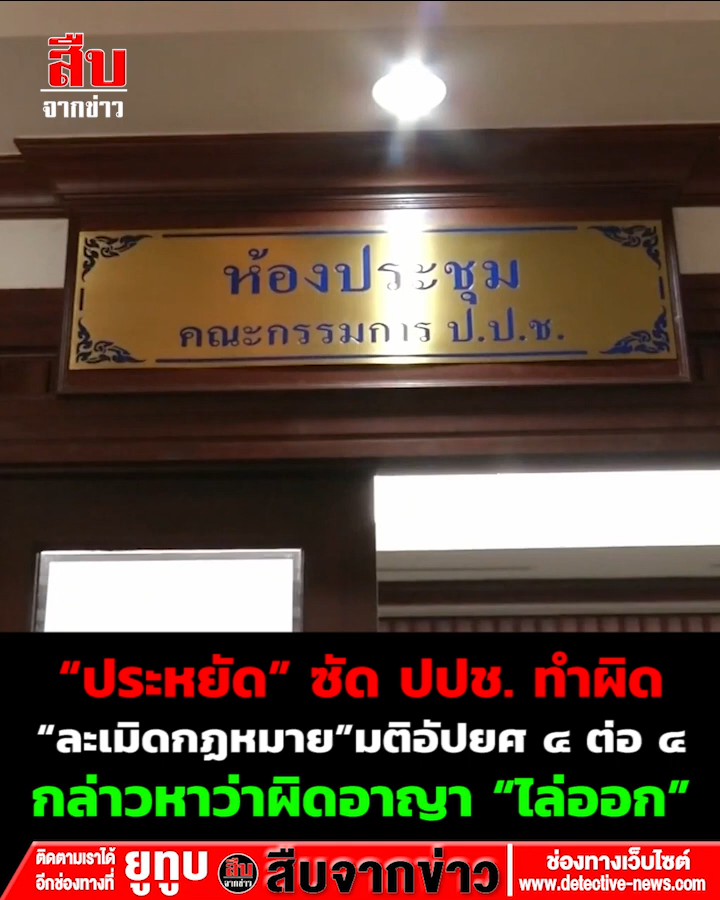 สืบ
จากข่าว
ห้องประชุม
คณะกรรมการ ป.ป.ช.
“ประหยัด” ซัด ปปช. ทำผิด
“ละเมิดกฎหมาย”มติอัปยศ ๔ ต่อ ๔
กล่าวหาว่าผิดอาญา “ไล่ออก”
ติดตามเราได้
อีกช่องทางที่
ยูทูบ
สืบ
จากข่าว
สืบจากข่าว
ช่องทางเว็บไซต์
www.detective-news.com